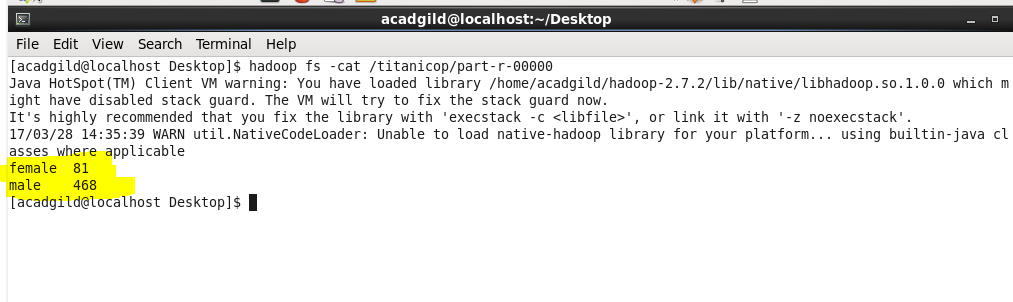 acadgild@localhost:~/Desktop
File Edit View Search Terminal Help
[acadgild@localhost Desktop]$ hadoop fs -cat /titanicop/part-r-00000
Java HotSpot(TM) Client VM warning: You have loaded library /home/acadgild/hadoop-2.7.2/lib/native/libhadoop.so.1.0.0 which m
ight have disabled stack guard. The VM will try to fix the stack guard now.
It's highly recommended that you fix the library with 'execstack -c <libfile>', or link it with '-z noexecstack'.
17/03/28 14:35:39 WARN util.NativeCodeLoader: Unable to load native-hadoop library for your platform... using builtin-java cl
asses where applicable
female 81
male 468
[acadgild@localhost Desktop]$